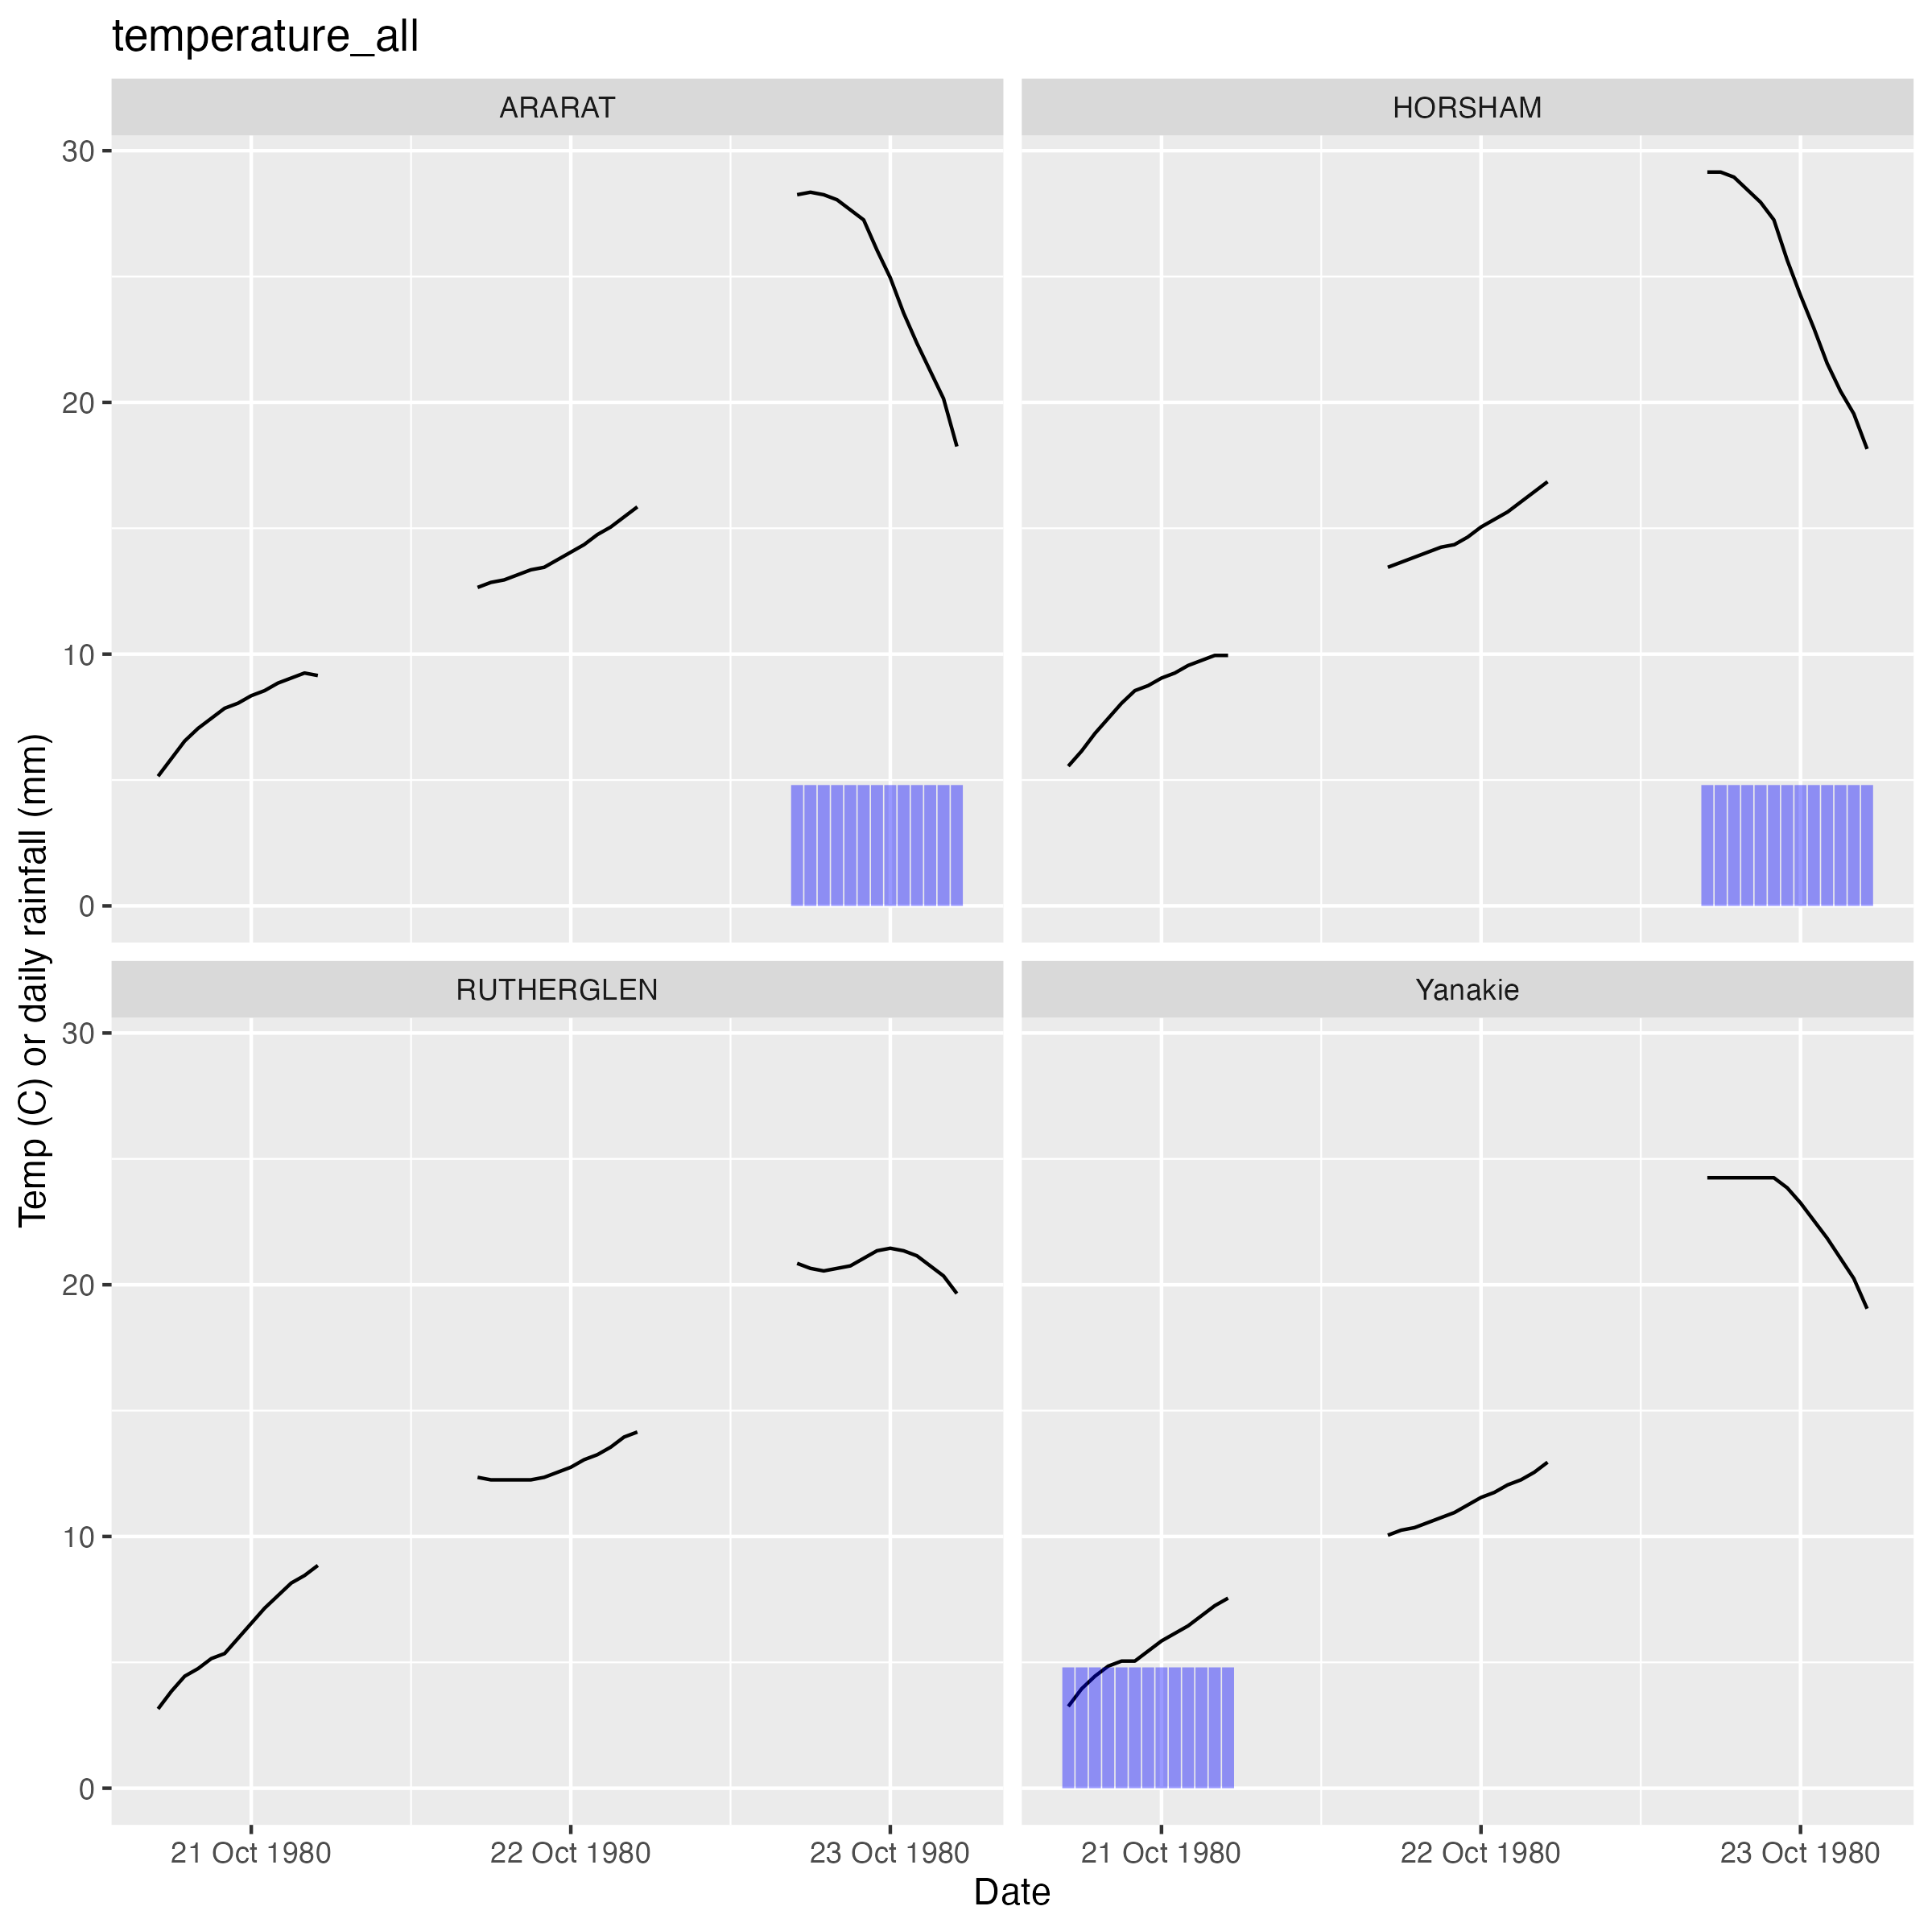 temperature_all
ARARAT
HORSHAM
30
20
10
0
RUTHERGLEN
Yanakie
30
20
10
0
Temp (C) or daily rainfall (mm)
21 Oct 1980
22 Oct 1980
23 Oct 1980
21 Oct 1980
22 Oct 1980
23 Oct 1980
Date